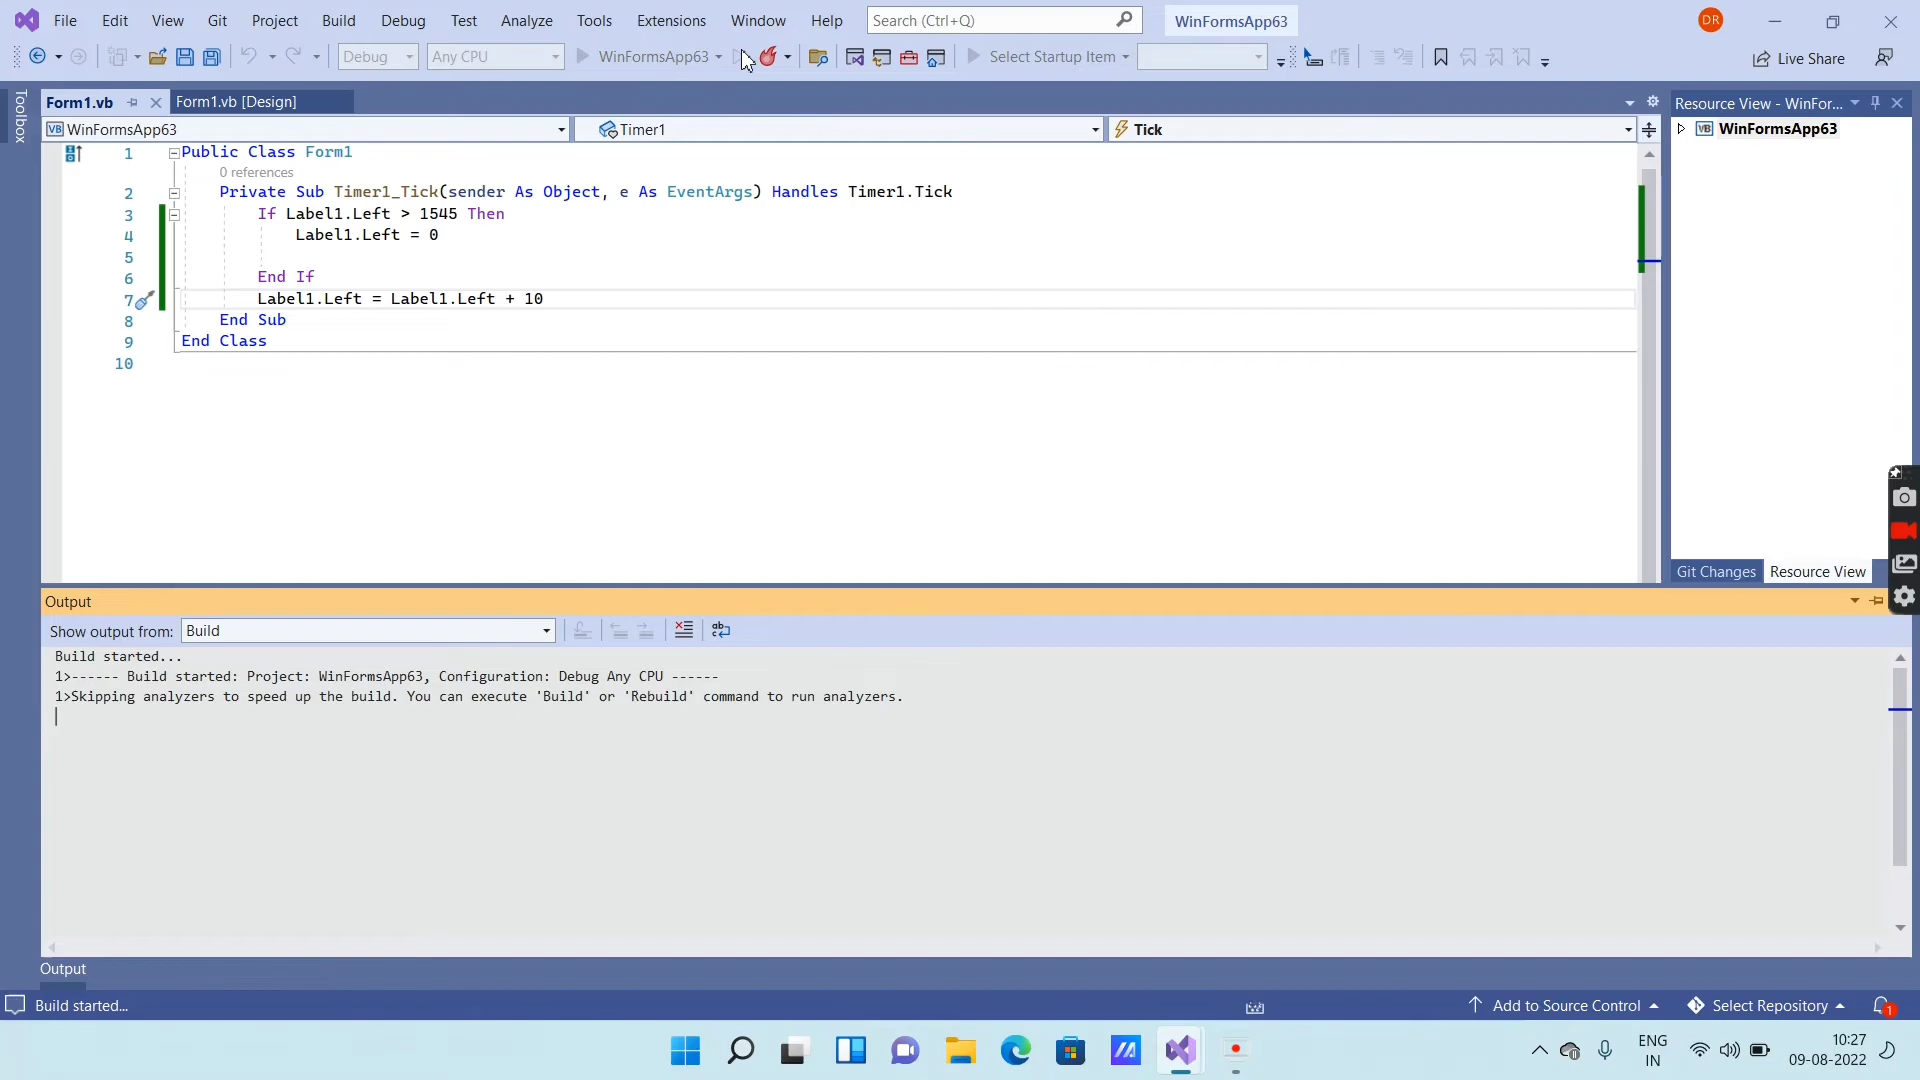 File Edit View Git Project Build Debug Test Analyze Tools Extensions Window Help Search (Ctrl+Q) WinFormsApp63 DR
Debug Any CPU WinFormsApp63 Select Startup Item Live Share
Toolbox
Form1.vb Form1.vb [Design] Resource View - WinFor...
VB WinFormsApp63 Timer1 Tick VB WinFormsApp63
1 Public Class Form1
0 references
2 Private Sub Timer1_Tick(sender As Object, e As EventArgs) Handles Timer1.Tick
3 If Label1.Left > 1545 Then
4 Label1.Left = 0
5
6 End If
7 Label1.Left = Label1.Left + 10
8 End Sub
9 End Class
10
Git Changes Resource View
Output
Show output from: Build
Build started...
1>------ Build started: Project: WinFormsApp63, Configuration: Debug Any CPU ------
1>Skipping analyzers to speed up the build. You can execute 'Build' or 'Rebuild' command to run analyzers.
Output
Build started... Add to Source Control Select Repository 1
ENG 10:27
IN 09-08-2022